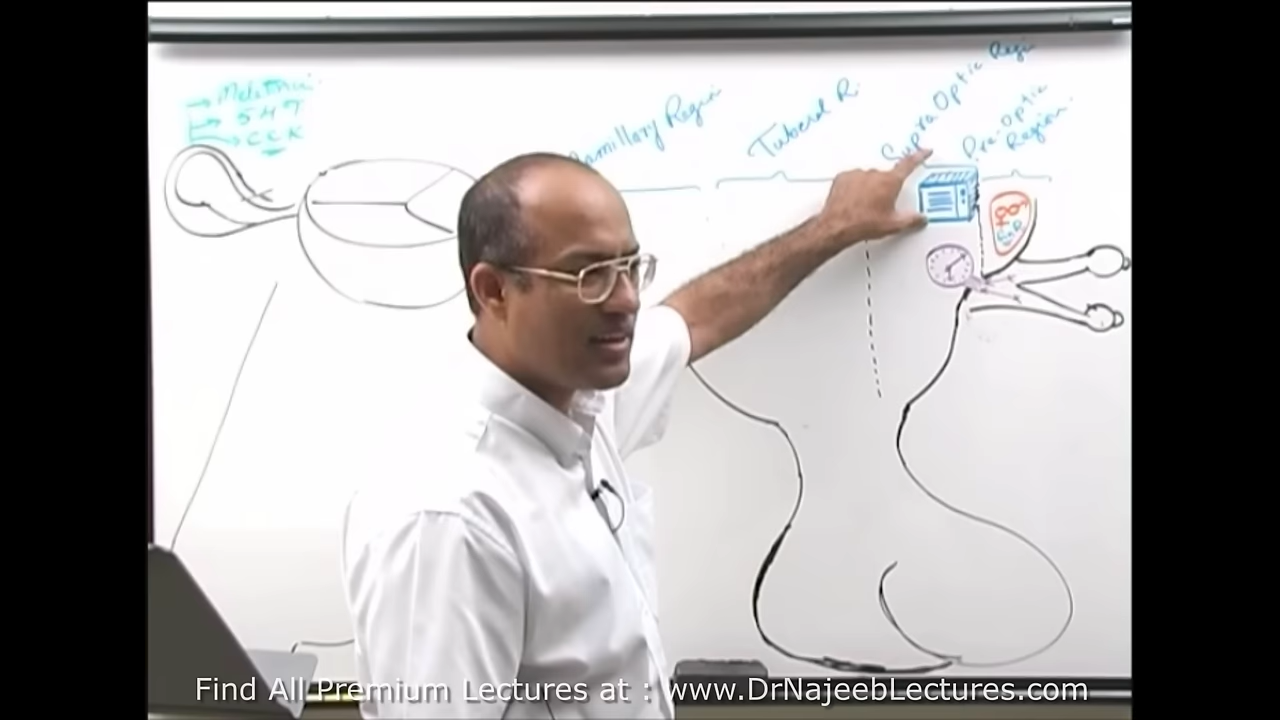 Melatonin
5HT
CCK
Mamillary Region
Tuberal R.
Supra Optic Regi
Pre-Optic
Region.
Find All Premium Lectures at : www.DrNajeebLectures.com